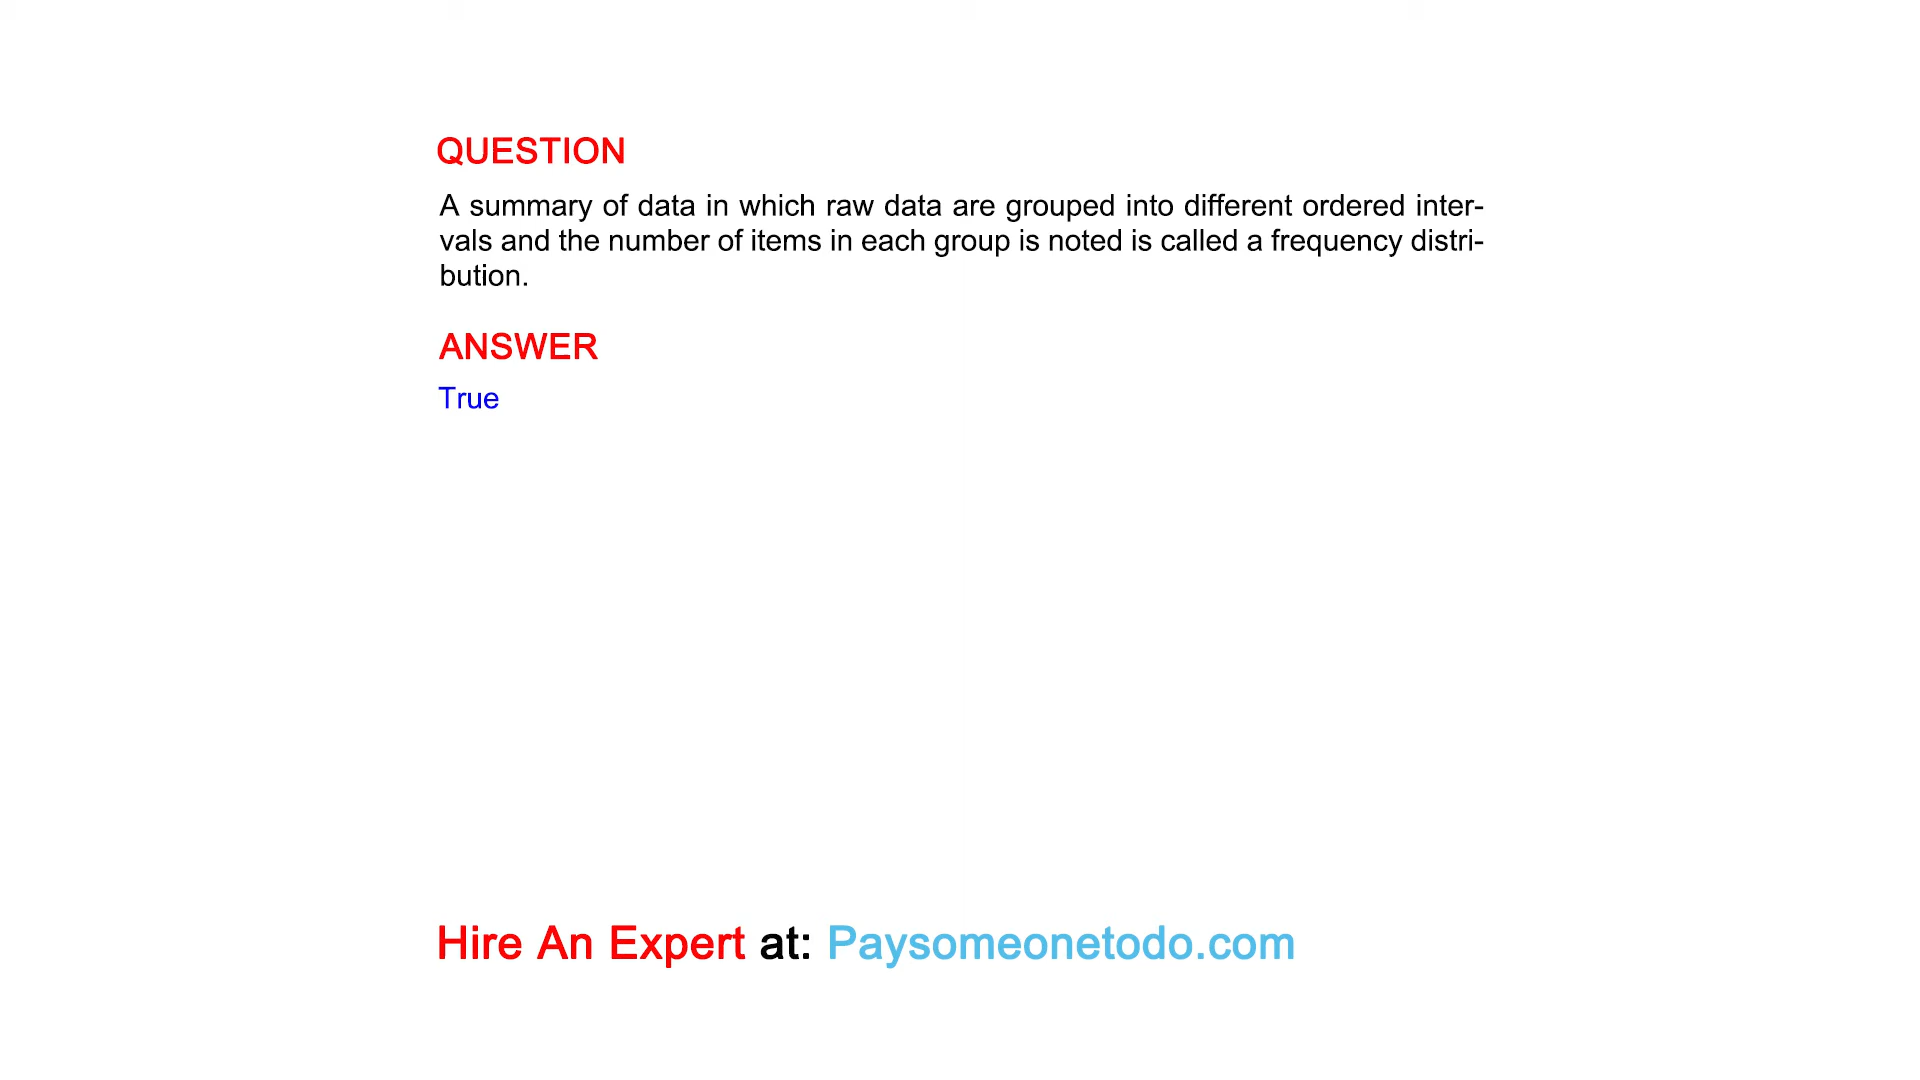 QUESTION
A summary of data in which raw data are grouped into different ordered inter-
vals and the number of items in each group is noted is called a frequency distri-
bution.
ANSWER
True
Hire An Expert at: Paysomeonetodo.com